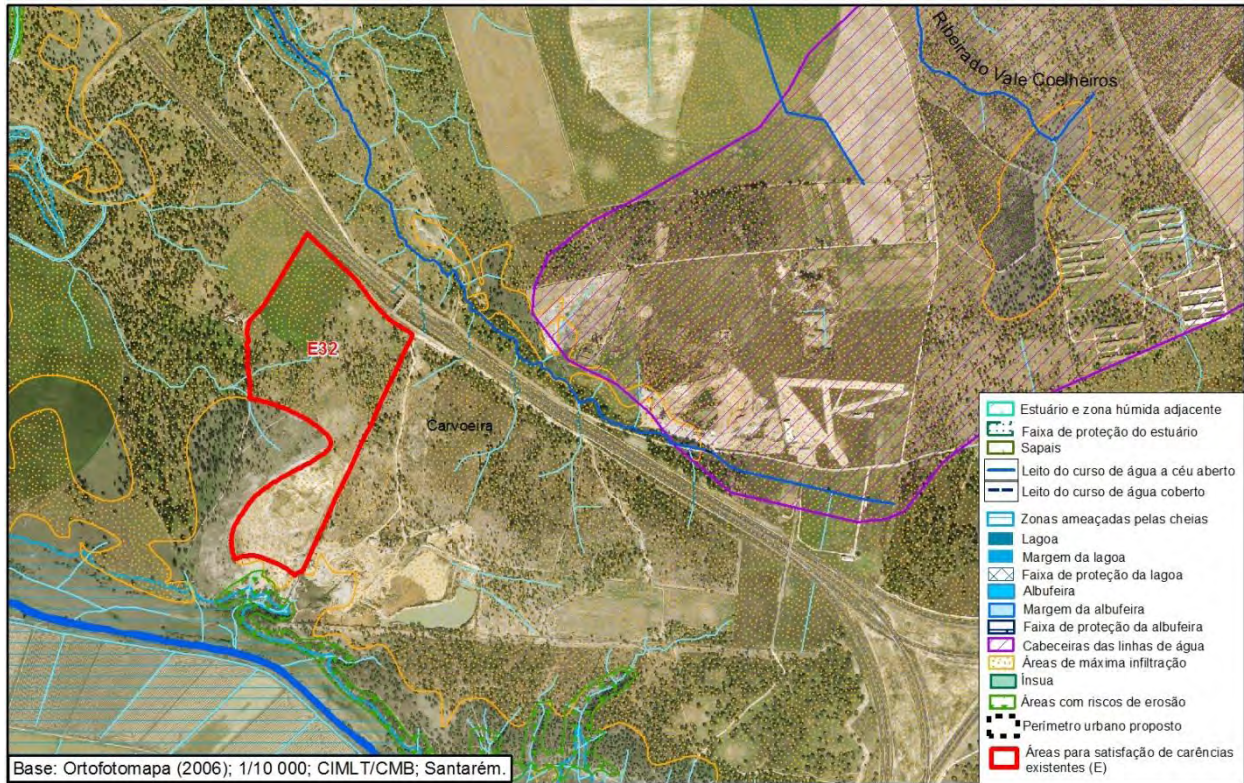 Ribeirado Vale Coelheiros
E32
Carvoeira
Estuário e zona húmida adjacente
Faixa de proteção do estuário
Sapais
Leito do curso de água a céu aberto
Leito do curso de água coberto
Zonas ameaçadas pelas cheias
Lagoa
Margem da lagoa
Faixa de proteção da lagoa
Albufeira
Margem da albufeira
Faixa de proteção da albufeira
Cabeceiras das linhas de água
Áreas de máxima infiltração
Ínsua
Áreas com riscos de erosão
Perímetro urbano proposto
Áreas para satisfação de carências
existentes (E)
Base: Ortofotomapa (2006); 1/10 000; CIMLT/CMB; Santarém.